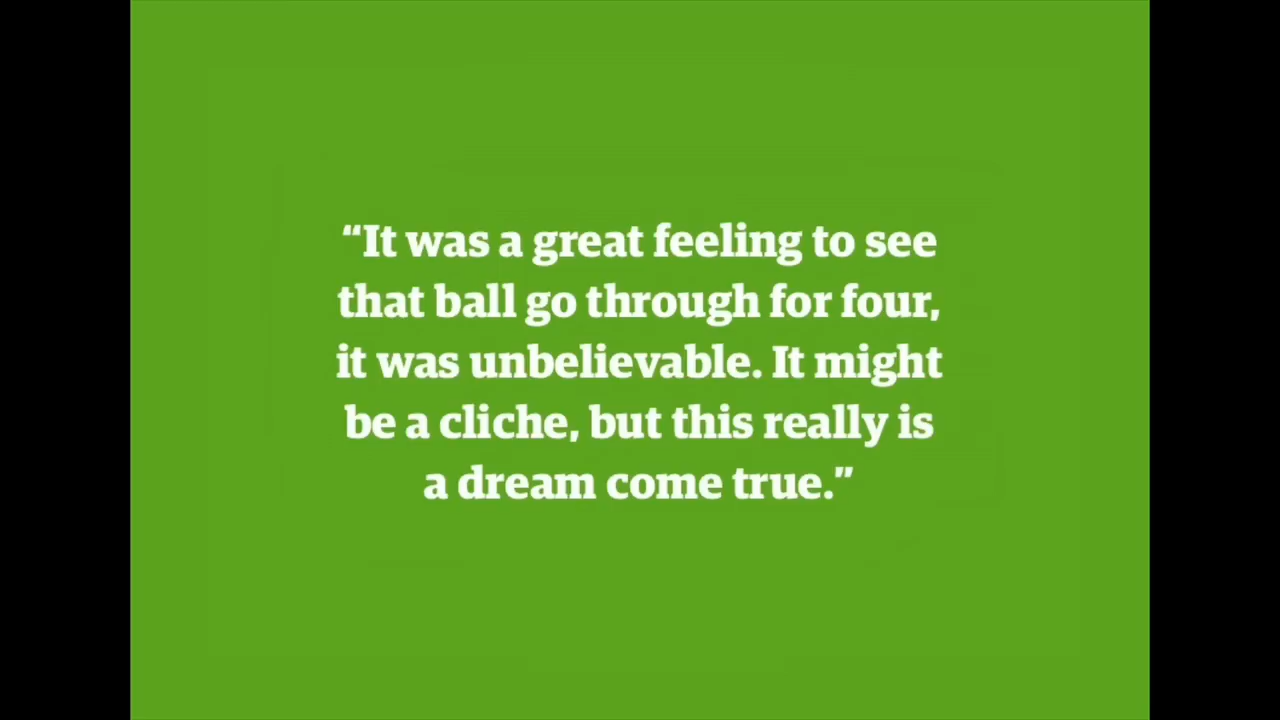 “It was a great feeling to see
that ball go through for four,
it was unbelievable. It might
be a cliche, but this really is
a dream come true.”